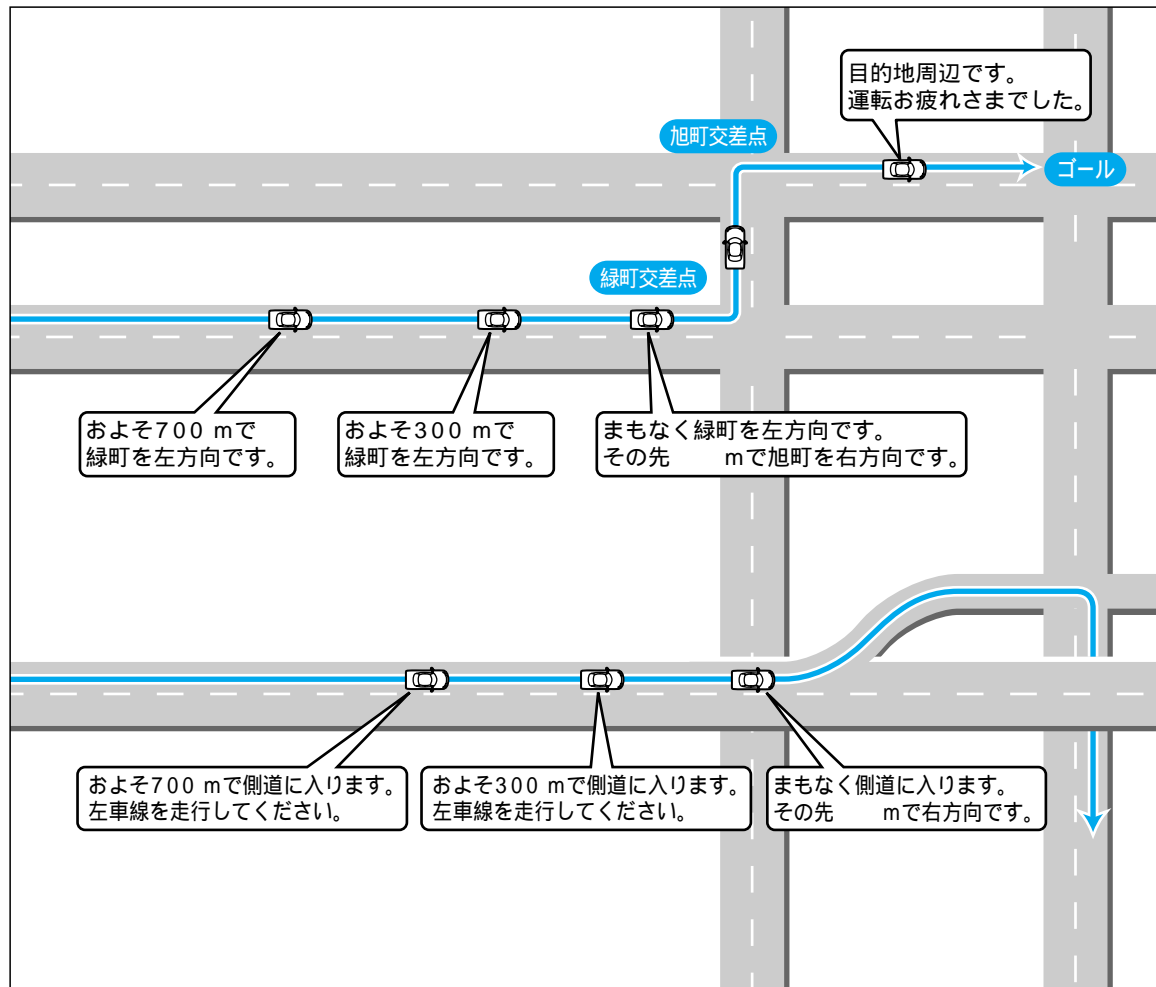 目的地周辺です。
運転お疲れさまでした。
旭町交差点
ゴール
緑町交差点
およそ700 mで
緑町を左方向です。
およそ300 mで
緑町を左方向です。
まもなく緑町を左方向です。
その先　　mで旭町を右方向です。
およそ700 mで側道に入ります。
左車線を走行してください。
およそ300 mで側道に入ります。
左車線を走行してください。
まもなく側道に入ります。
その先　　mで右方向です。